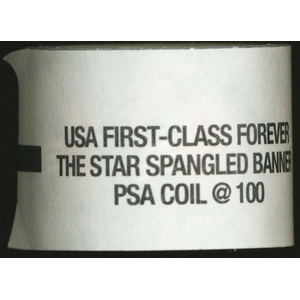 USA FIRST-CLASS FOREVER
THE STAR SPANGLED BANNER
PSA COIL @ 100